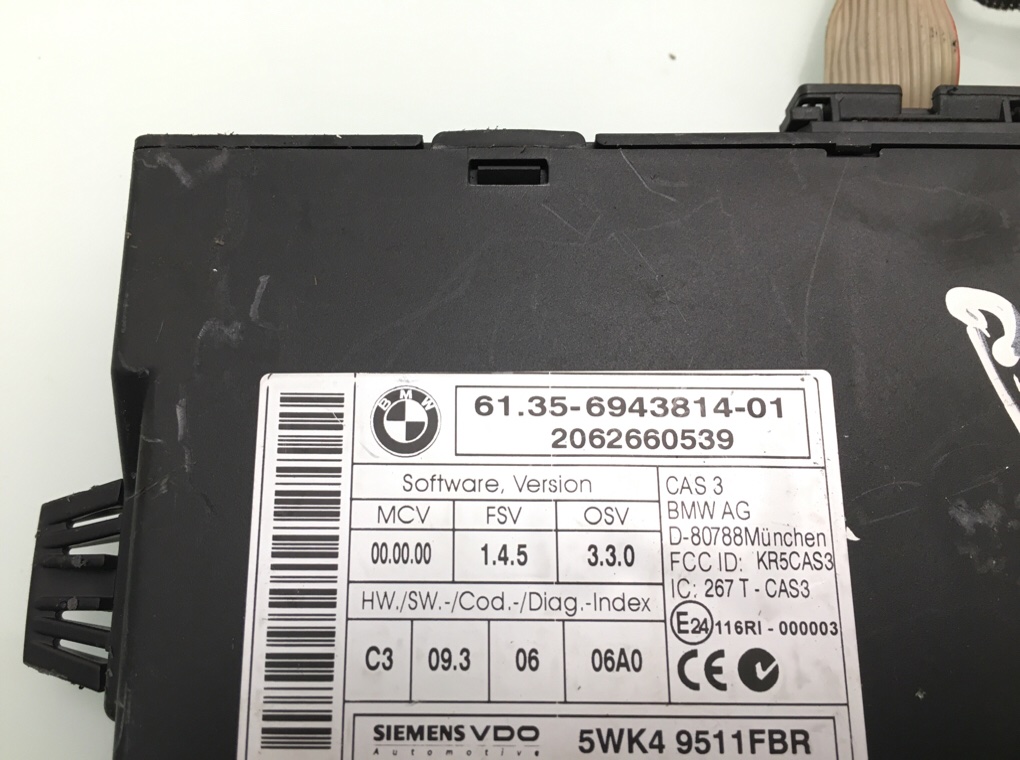 BMW
61.35-6943814-01
2062660539
Software, Version
MCV FSV OSV
00.00.00 1.4.5 3.3.0
HW./SW.-/Cod.-/Diag.-Index
C3 09.3 06 06A0
CAS 3
BMW AG
D-80788München
FCC ID: KR5CAS3
IC: 267 T - CAS3
E24 116RI - 000003
CE
SIEMENS VDO
Automotive
5WK4 9511FBR